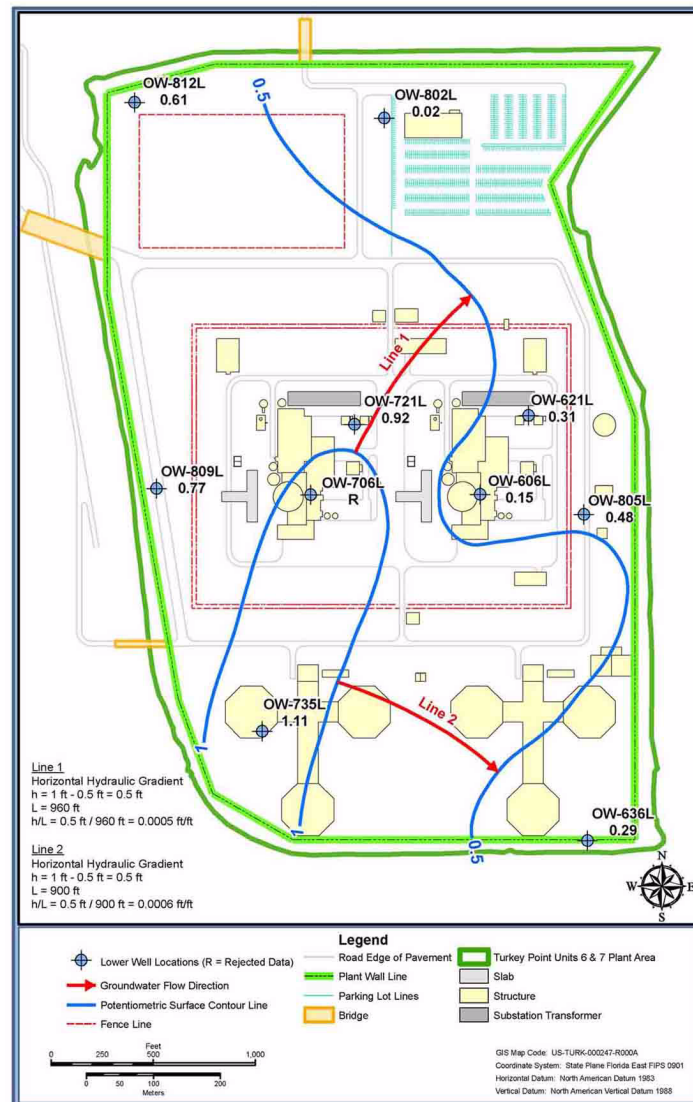 OW-812L
0.61
0.5
OW-802L
0.02
Line 1
OW-721L
0.92
OW-621L
0.31
OW-809L
0.77
OW-706L
R
OW-606L
0.15
OW-805L
0.48
OW-735L
1.11
Line 2
1
1
0.5
OW-636L
0.29
Line 1
Horizontal Hydraulic Gradient
h = 1 ft - 0.5 ft = 0.5 ft
L = 960 ft
h/L = 0.5 ft / 960 ft = 0.0005 ft/ft
Line 2
Horizontal Hydraulic Gradient
h = 1 ft - 0.5 ft = 0.5 ft
L = 900 ft
h/L = 0.5 ft / 900 ft = 0.0006 ft/ft
N
W E
S
Legend
Lower Well Locations (R = Rejected Data)
Groundwater Flow Direction
Potentiometric Surface Contour Line
Fence Line
Road Edge of Pavement
Plant Wall Line
Parking Lot Lines
Bridge
Turkey Point Units 6 & 7 Plant Area
Slab
Structure
Substation Transformer
Feet
0 250 500 1,000
0 50 100 200
Meters
GIS Map Code: US-TURK-000247-R000A
Coordinate System: State Plane Florida East FIPS 0901
Horizontal Datum: North American Datum 1983
Vertical Datum: North American Vertical Datum 1988